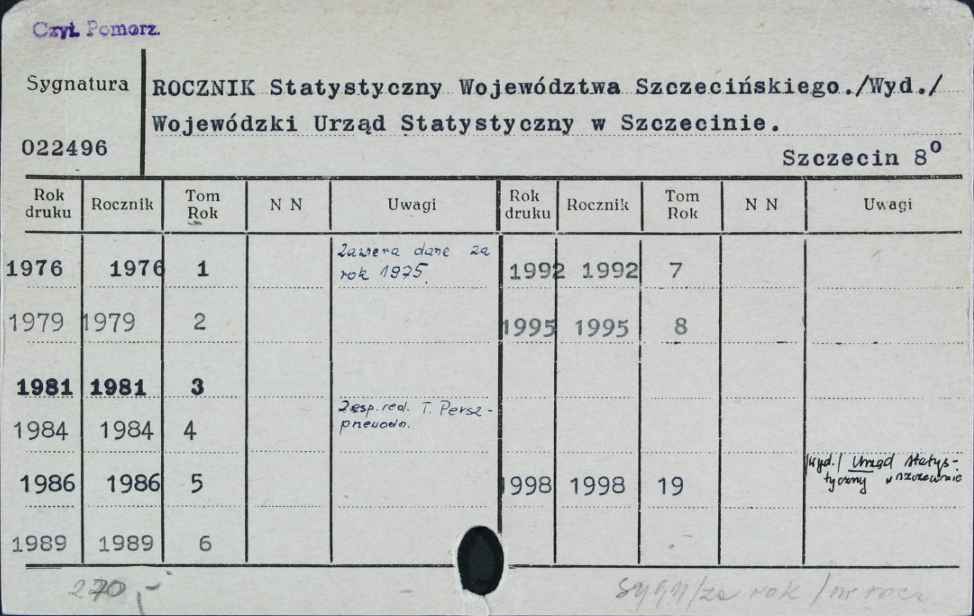 Czyt. Pomorz.
Sygnatura
022496
ROCZNIK Statystyczny Województwa Szczecińskiego./Wyd./
Wojewódzki Urząd Statystyczny w Szczecinie.
Szczecin 8°
Rok druku Rocznik Tom Rok N N Uwagi Rok druku Rocznik Tom Rok N N Uwagi
1976 1976 1 Zawiera dane za
rok 1975.
1992 1992 7
1979 1979 2
1995 1995 8
1981 1981 3
1984 1984 4 Zesp. red. T. Persz-
1986 1986 5
1998 1998 19 /Wyd./ Urząd Statys-
tyczny w
1989 1989 6
270,-
sygn/za rok /nr rocz